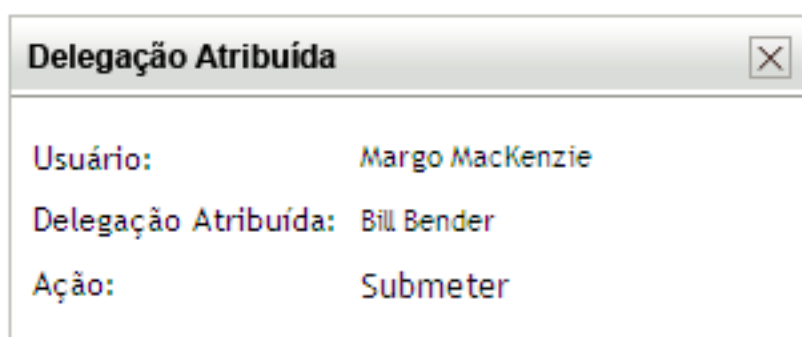 Delegação Atribuída
Usuário: Margo MacKenzie
Delegação Atribuída: Bill Bender
Ação: Submeter